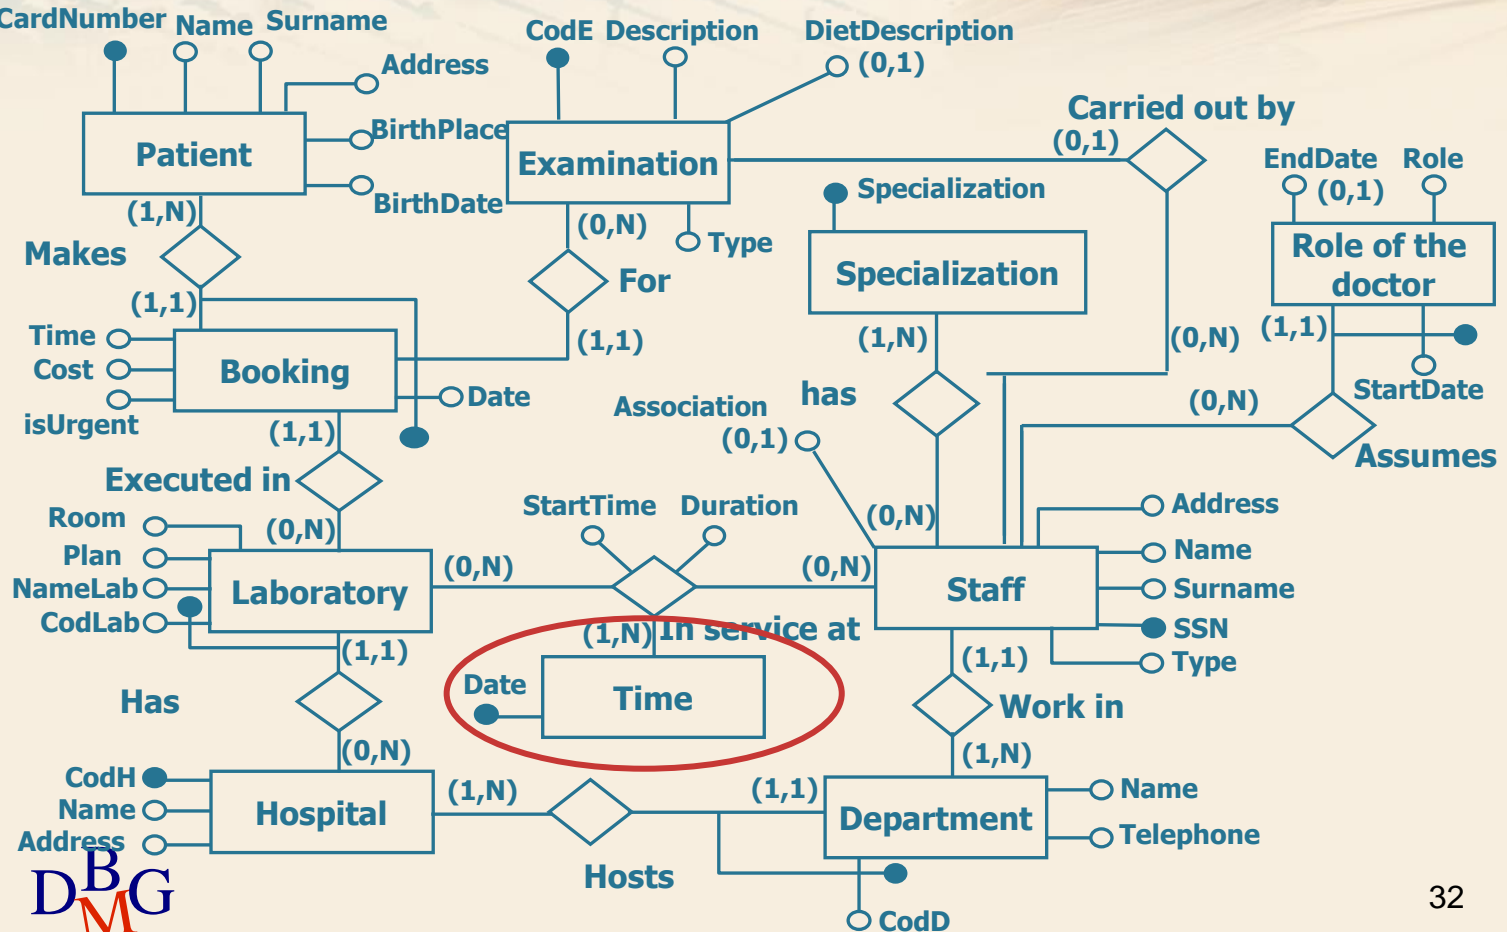 CardNumber
Name
Surname
CodE
Description
DietDescription
(0,1)
Address
Carried out by
(0,1)
Patient
BirthPlace
Examination
EndDate
(0,1)
Role
BirthDate
Specialization
(1,N)
(0,N)
Type
Makes
For
Specialization
Role of the
doctor
(1,1)
(1,1)
(1,N)
(0,N)
(1,1)
Time
Cost
isUrgent
Booking
Date
StartDate
(1,1)
Association
(0,1)
has
(0,N)
Assumes
Executed in
Room
Plan
NameLab
CodLab
(0,N)
StartTime
Duration
(0,N)
Address
Name
Surname
SSN
Type
Laboratory
(0,N)
(0,N)
Staff
(1,N)
In service at
(1,1)
(1,1)
Has
Date
Time
Work in
(0,N)
(1,N)
CodH
Name
Address
Hospital
(1,N)
(1,1)
Department
Name
Telephone
Hosts
CodD
DBMG
32